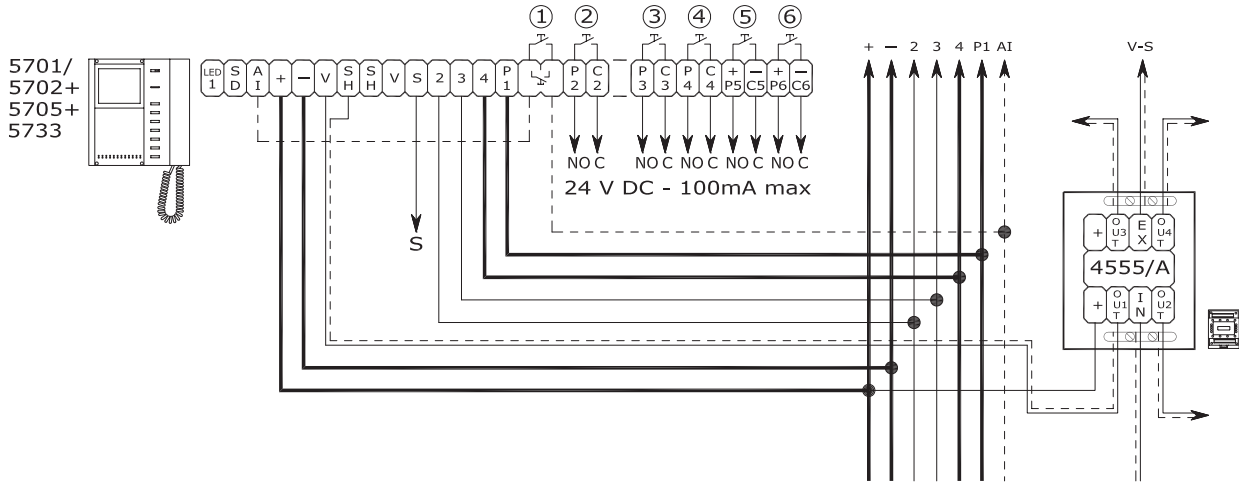 ① ② ③ ④ ⑤ ⑥
+ — 2 3 4 P1 AI
V-S
5701/
5702+
5705+
5733
LED 1
SD
AI
+
—
V
SH
SH
V
S
2
3
4
P1
P2
C2
P3
C3
P4
C4
+ P5
— C5
+ P6
— C6
NO C
NO C
NO C
NO C
NO C
24 V DC - 100mA max
S
+
OU3T
EX
OU4T
4555/A
+
OU1T
IN
OU2T